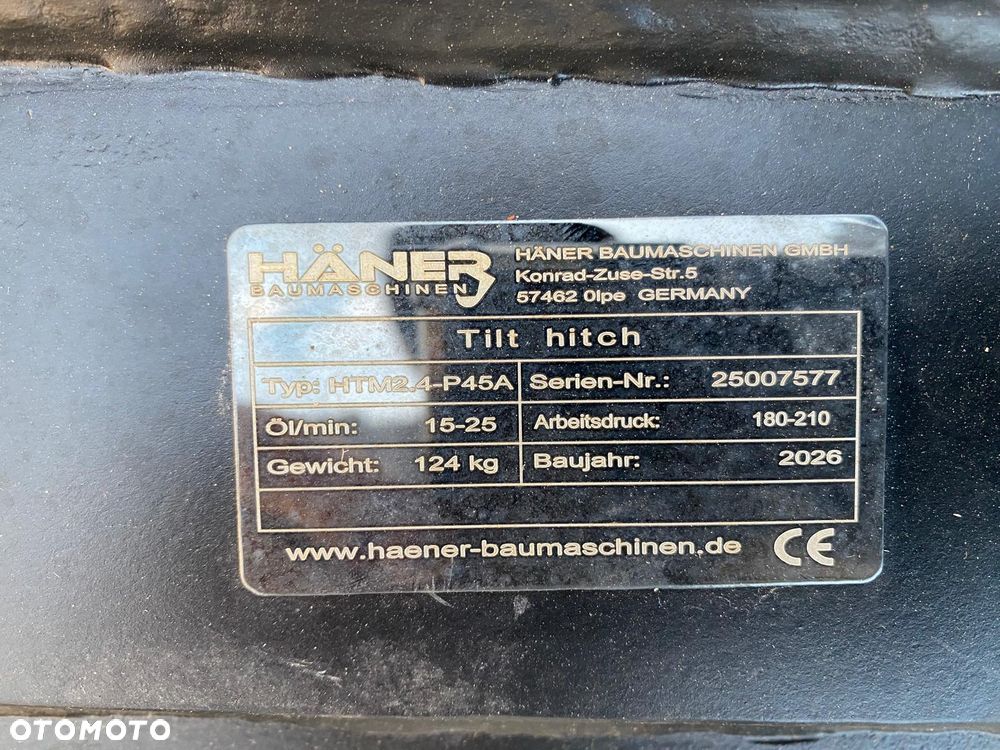 HÄNER
BAUMASCHINEN
HÄNER BAUMASCHINEN GMBH
Konrad-Zuse-Str.5
57462 Olpe GERMANY
Tilt hitch
Typ: HTM2.4-P45A Serien-Nr.: 25007577
Öl/min: 15-25 Arbeitsdruck: 180-210
Gewicht: 124 kg Baujahr: 2026
www.haener-baumaschinen.de CE
OTOMOTO